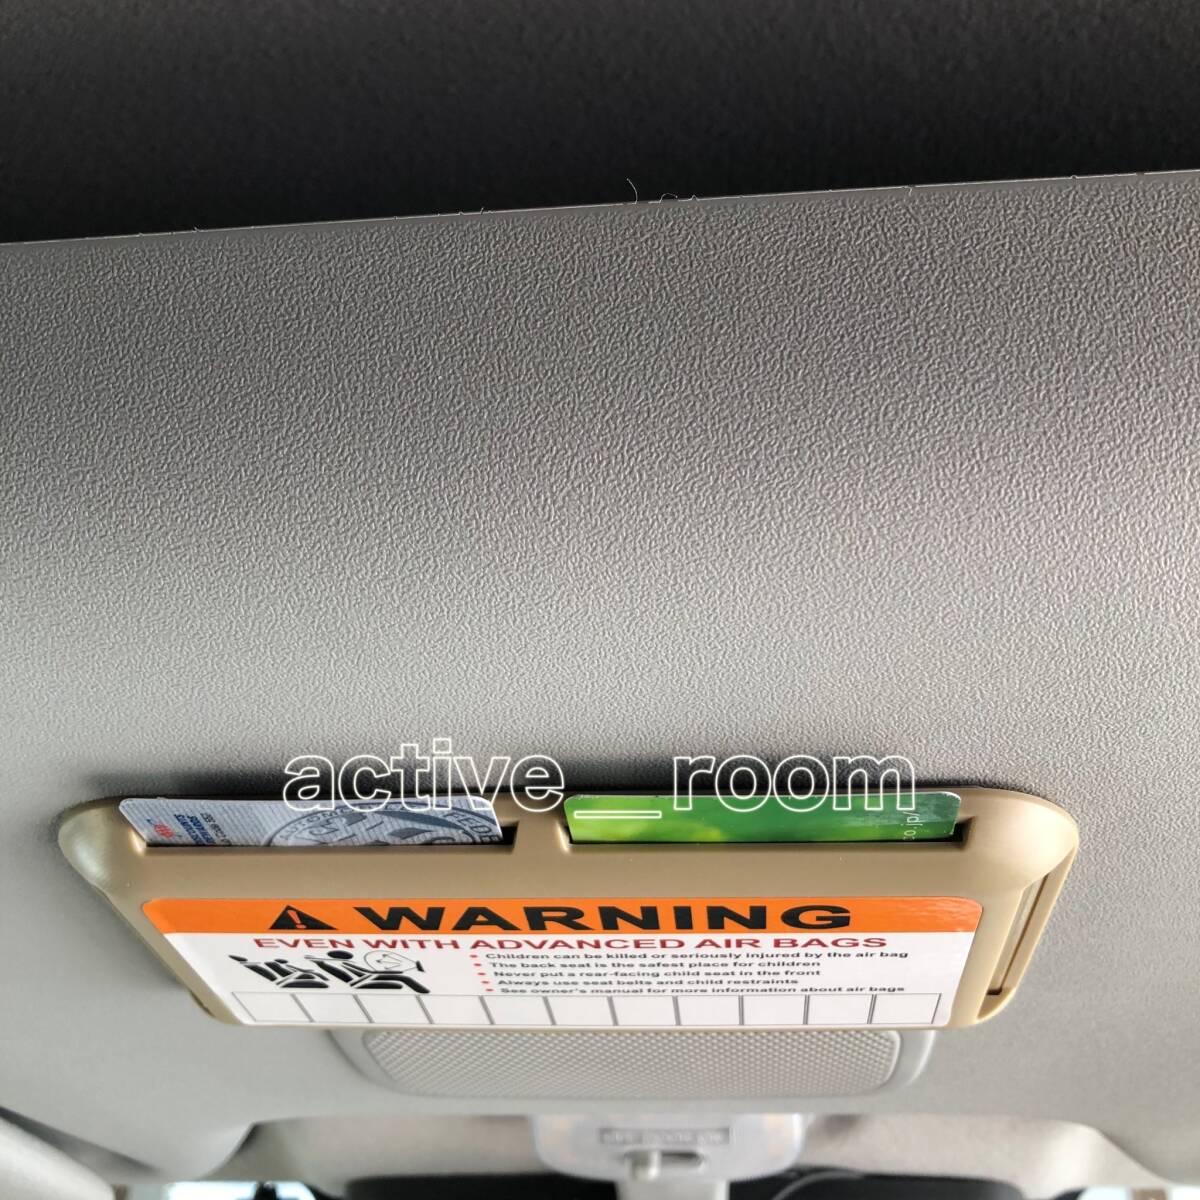 active_room
WARNING
EVEN WITH ADVANCED AIR BAGS
• Children can be killed or seriously injured by the air bag
• The back seat is the safest place for children
• Never put a rear-facing child seat in the front
• Always use seat belts and child restraints
• See owner's manual for more information about air bags